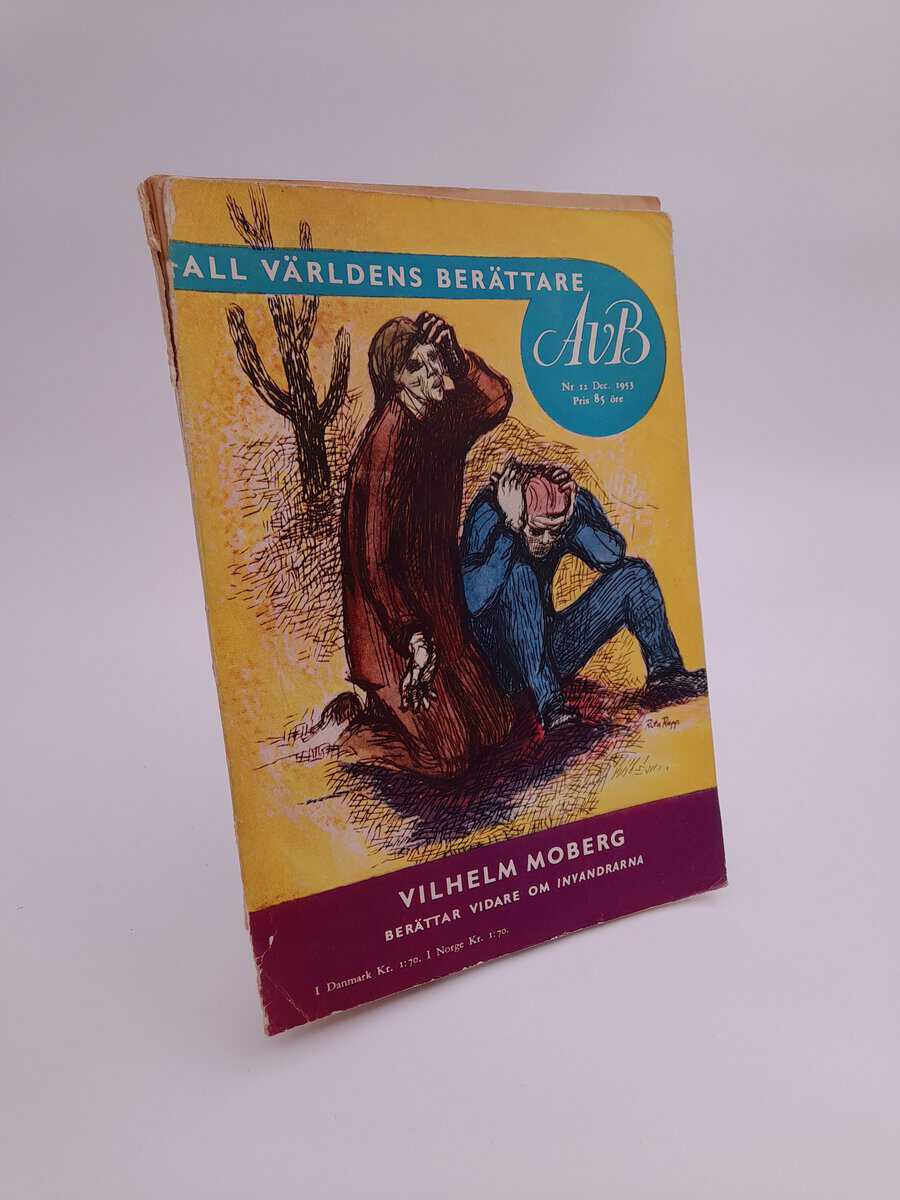 ALL VÄRLDENS BERÄTTARE
AvB
Nr 12 Dec. 1953
Pris 85 öre
VILHELM MOBERG
BERÄTTAR VIDARE OM INVANDRARNA
I Danmark Kr. 1:70. I Norge Kr. 1:70.